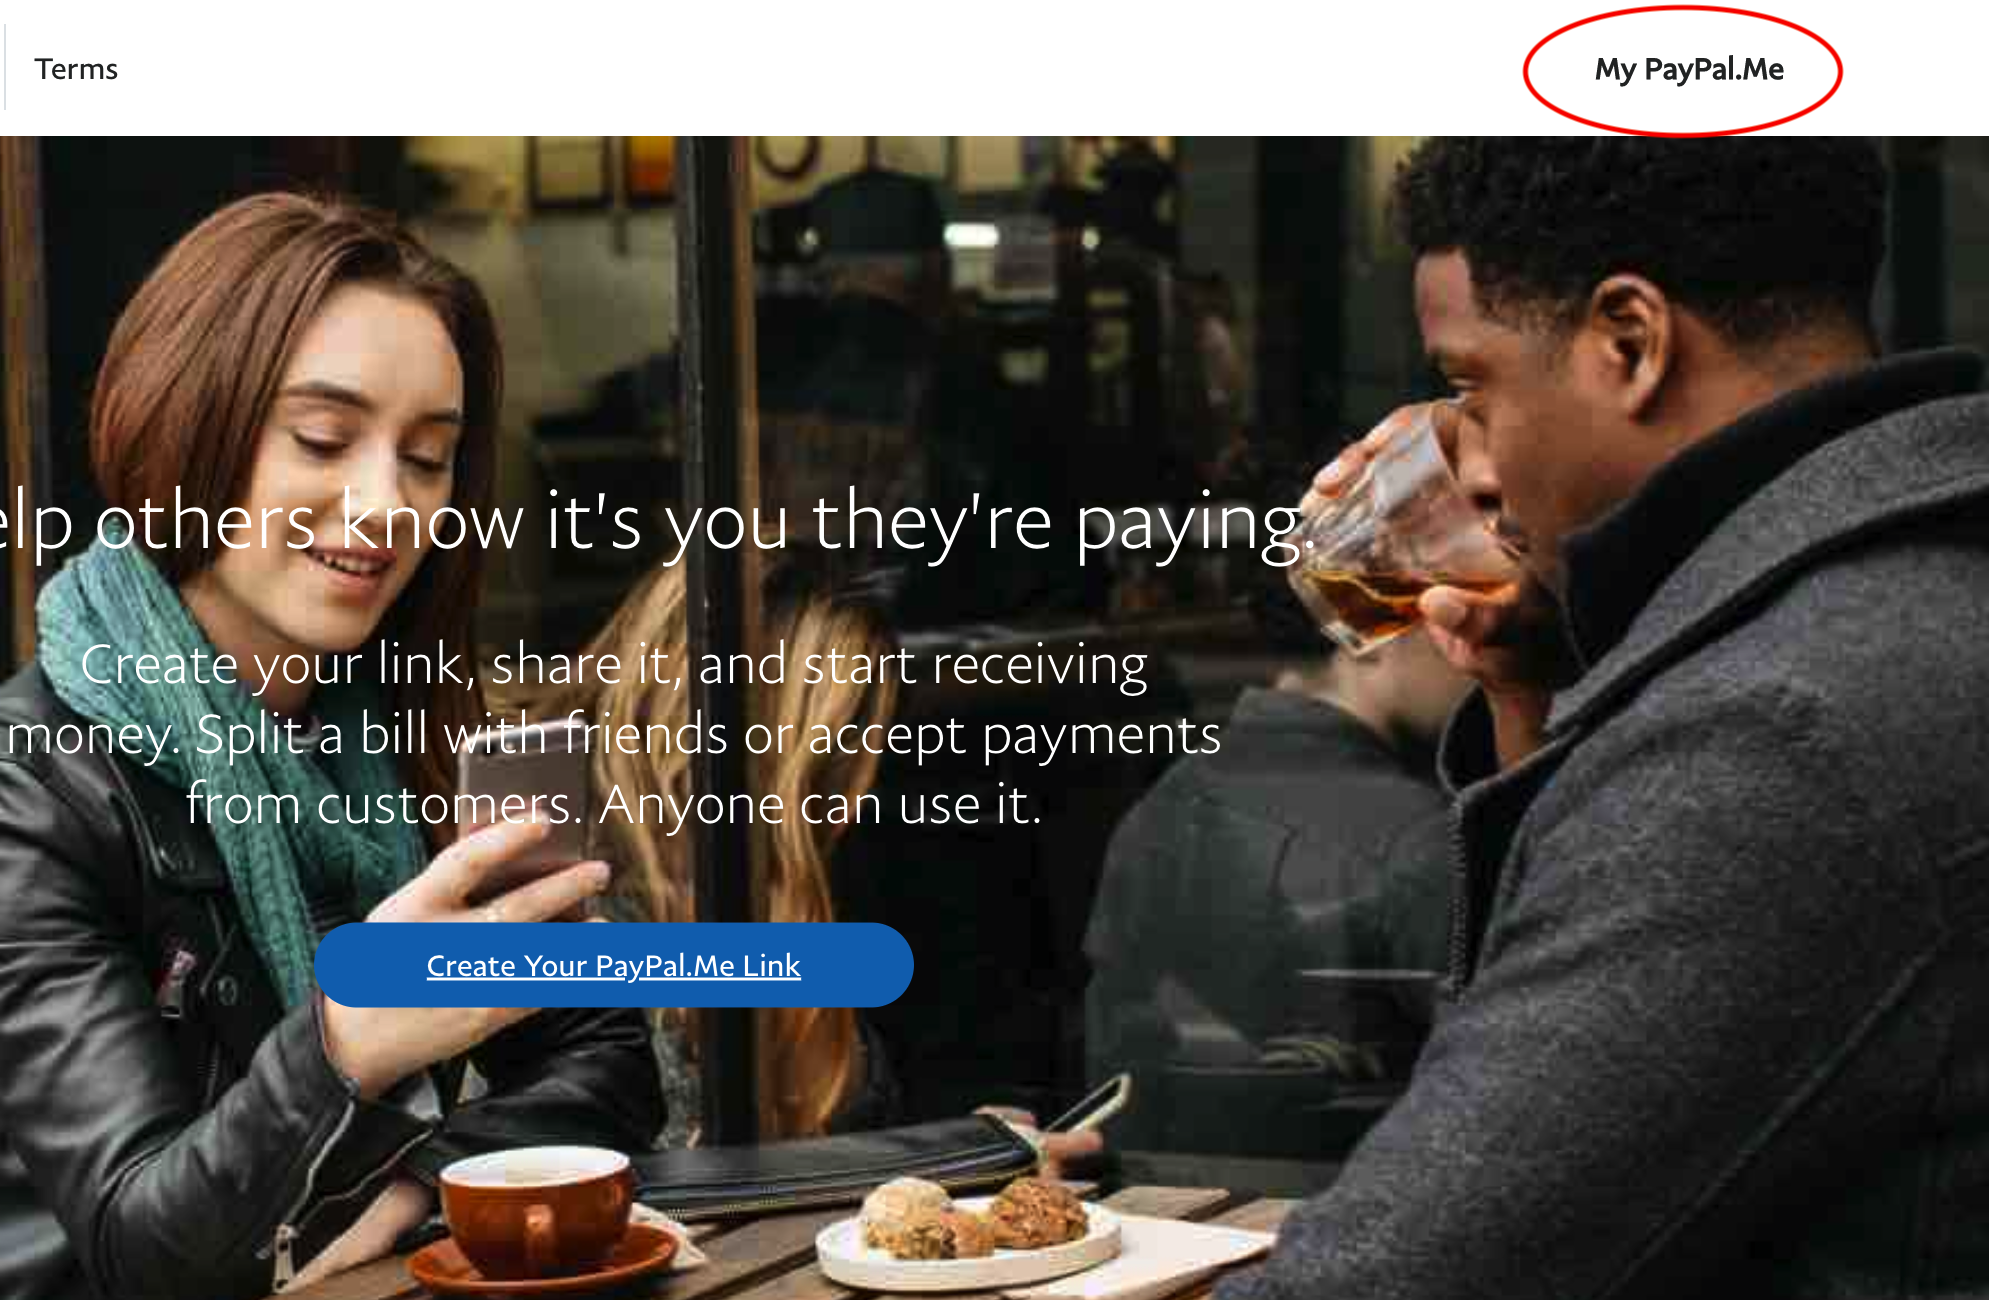 Terms
My PayPal.Me
elp others know it's you they're paying.
Create your link, share it, and start receiving
money. Split a bill with friends or accept payments
from customers. Anyone can use it.
Create Your PayPal.Me Link